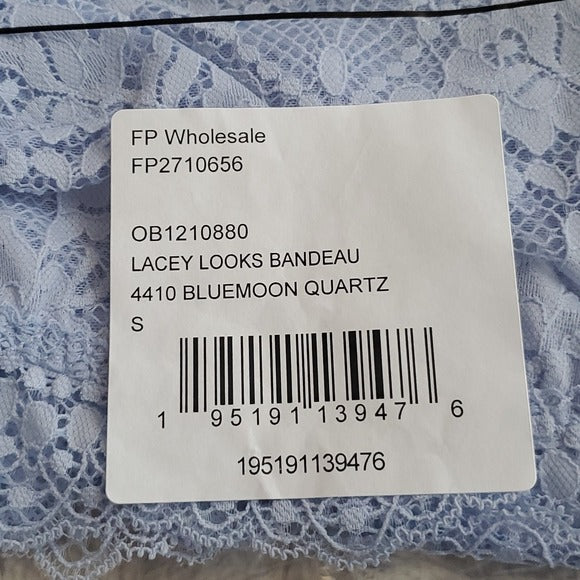 FP Wholesale
FP2710656
OB1210880
LACEY LOOKS BANDEAU
4410 BLUEMOON QUARTZ
S
1 95191 13947 6
195191139476